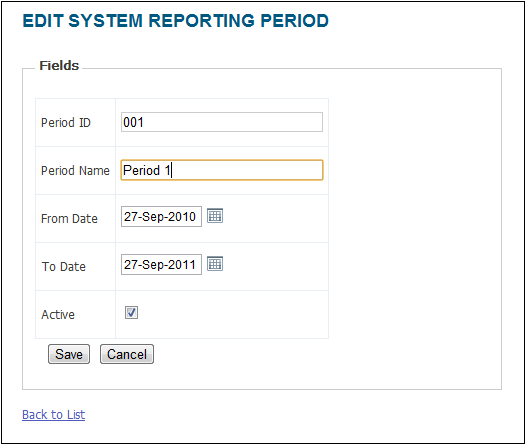 EDIT SYSTEM REPORTING PERIOD
Fields
Period ID 001
Period Name Period 1
From Date 27-Sep-2010
To Date 27-Sep-2011
Active
Save Cancel
Back to List